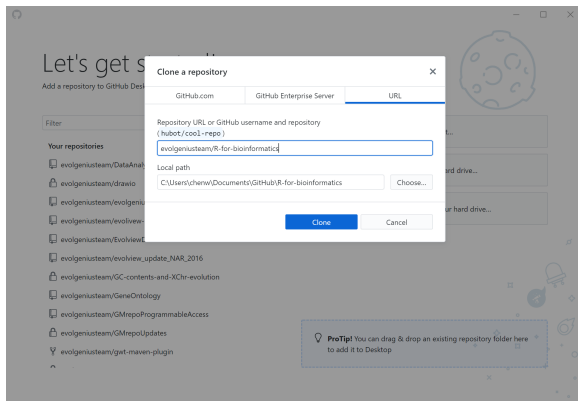 Let's get s
Add a repository to GitHub Desk
Filter
Your repositories
evolgeniusteam/DataAnaly
evolgeniusteam/drawio
evolgeniusteam/evolgeniu
evolgeniusteam/evolivew-
evolgeniusteam/EvolviewD
evolgeniusteam/evolview_update_NAR_2016
evolgeniusteam/GC-contents-and-XChr-evolution
evolgeniusteam/GeneOntology
evolgeniusteam/GMrepoProgrammableAccess
evolgeniusteam/GMrepoUpdates
evolgeniusteam/gwt-maven-plugin
Clone a repository
GitHub.com
GitHub Enterprise Server
URL
Repository URL or GitHub username and repository
(hubot/cool-repo)
evolgeniusteam/R-for-bioinformatics
Local path
C:\Users\chenw\Documents\GitHub\R-for-bioinformatics
Choose...
Clone
Cancel
t...
ard drive...
ur hard drive...
ProTip! You can drag & drop an existing repository folder here
to add it to Desktop